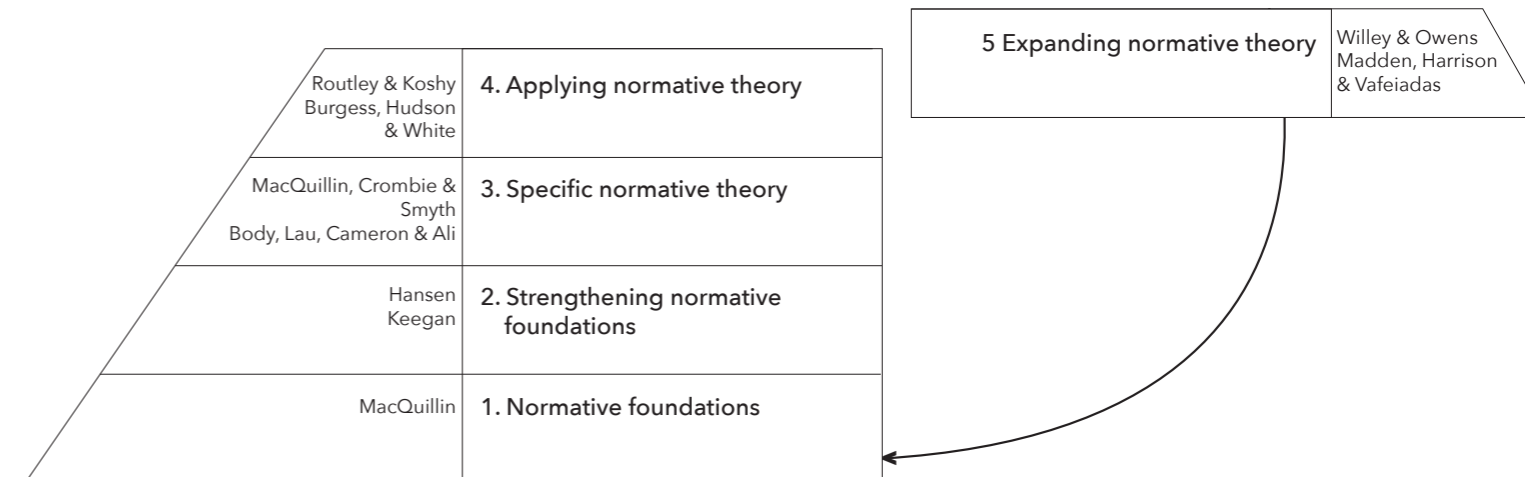 5 Expanding normative theory
Willey & Owens
Madden, Harrison
& Vafeiadas
Routley & Koshy
Burgess, Hudson
& White
4. Applying normative theory
MacQuillin, Crombie &
Smyth
Body, Lau, Cameron & Ali
3. Specific normative theory
Hansen
Keegan
2. Strengthening normative
foundations
MacQuillin
1. Normative foundations